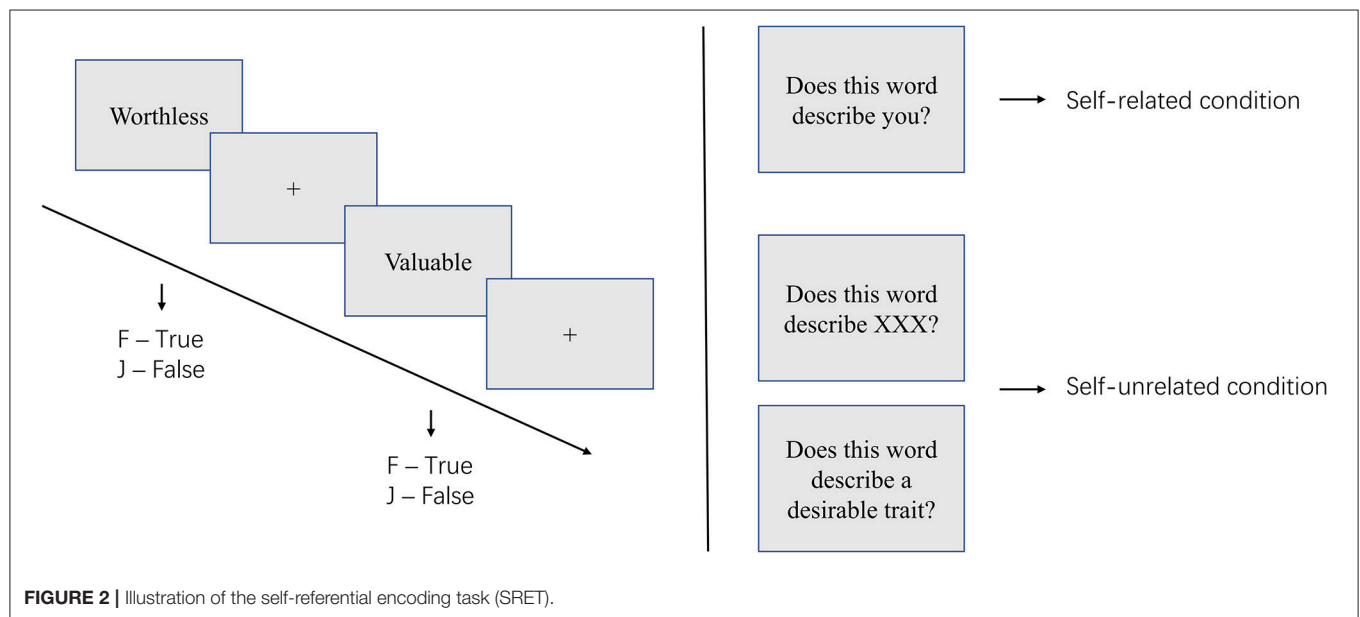 Worthless
+
Valuable
+
F – True
J – False
F – True
J – False
Does this word
describe you?
Self-related condition
Does this word
describe XXX?
Self-unrelated condition
Does this word
describe a
desirable trait?
FIGURE 2 | Illustration of the self-referential encoding task (SRET).